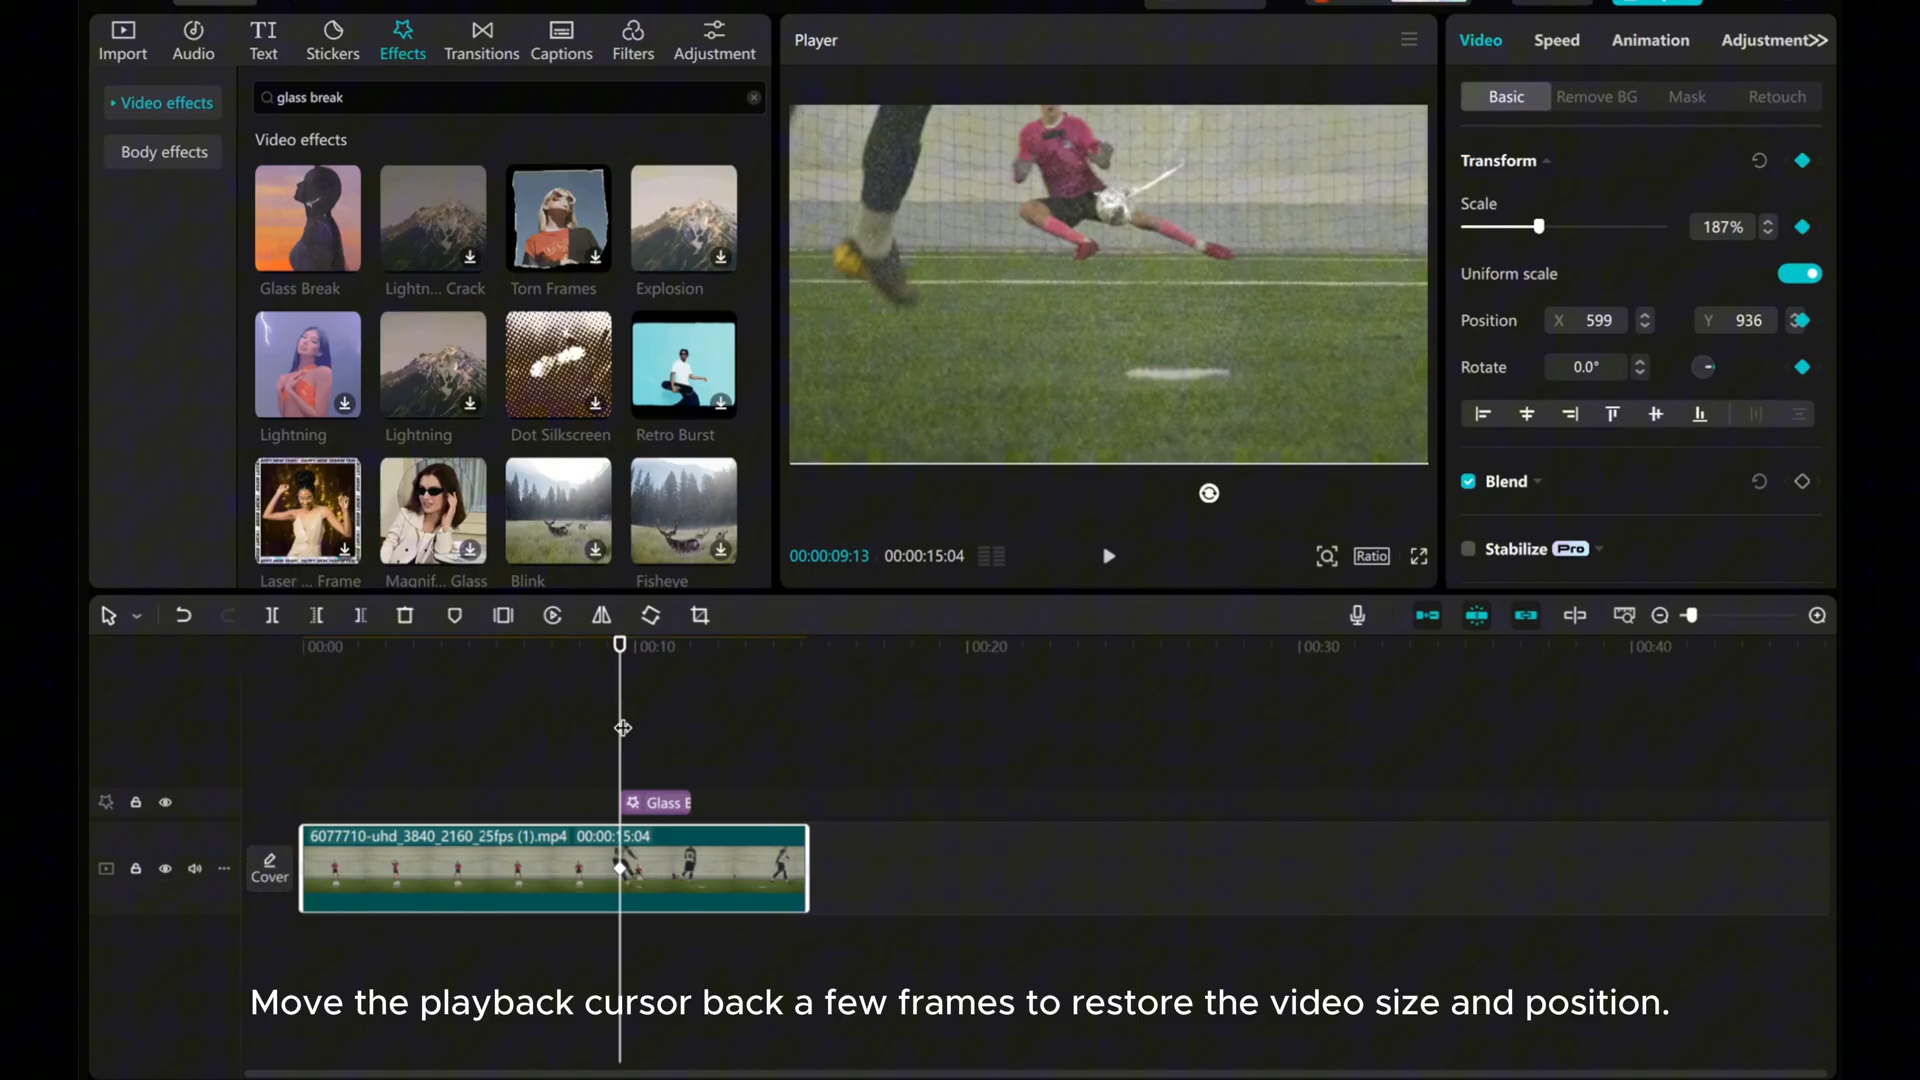 Import
Audio
Text
Stickers
Effects
Transitions
Captions
Filters
Adjustment
Video effects
Body effects
glass break
Video effects
Glass Break
Lightn... Crack
Torn Frames
Explosion
Lightning
Lightning
Dot Silkscreen
Retro Burst
Laser ... Frame
Magnif... Glass
Blink
Fisheye
Player
00:00:09:13
00:00:15:04
Ratio
Video
Speed
Animation
Adjustment
Basic
Remove BG
Mask
Retouch
Transform
Scale
187%
Uniform scale
Position
X 599
Y 936
Rotate
0.0°
Blend
Stabilize Pro
00:00
00:10
00:20
00:30
00:40
Glass B
6077710-uhd_3840_2160_25fps (1).mp4 00:00:15:04
Cover
Move the playback cursor back a few frames to restore the video size and position.